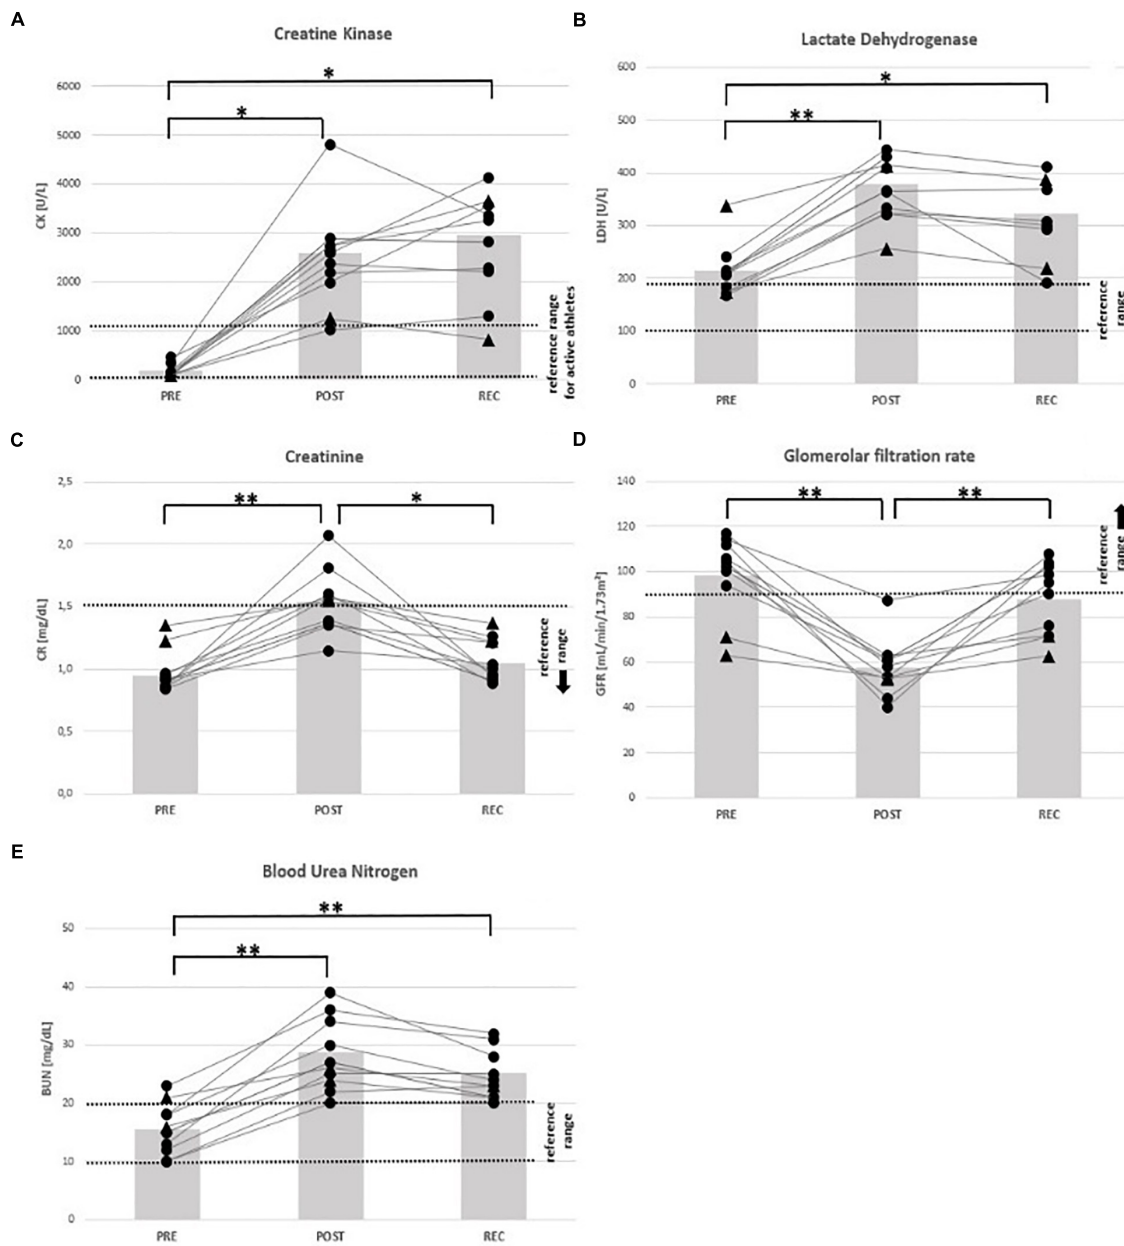 A
Creatine Kinase
6000
5000
4000
3000
2000
1000
0
CK [U/L]
*
*
PRE
POST
REC
reference range
for active athletes
B
Lactate Dehydrogenase
600
500
400
300
200
100
0
LDH [U/L]
*
**
PRE
POST
REC
reference
range
C
Creatinine
2,5
2,0
1,5
1,0
0,5
0,0
CR [mg/dL]
**
*
PRE
POST
REC
reference
range
D
Glomerolar filtration rate
140
120
100
80
60
40
20
0
GFR [mL/min/1.73m²]
**
**
PRE
POST
REC
reference
range
E
Blood Urea Nitrogen
50
40
30
20
10
0
BUN [mg/dL]
**
**
PRE
POST
REC
reference
range